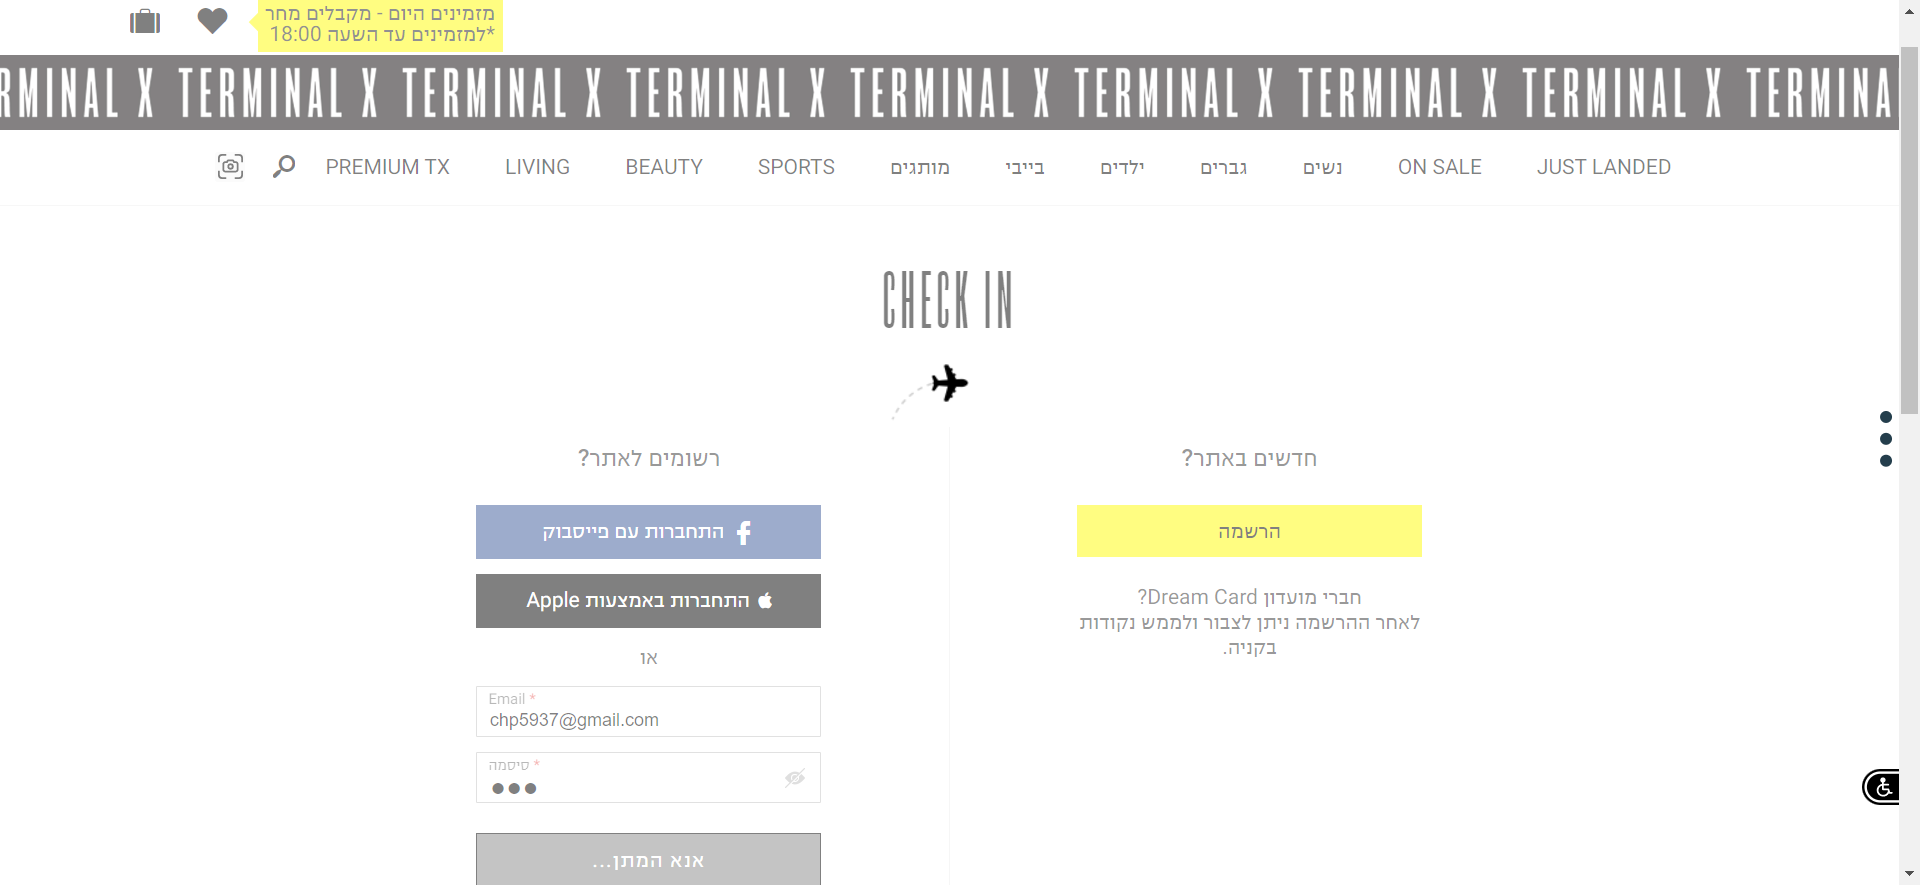 מזמינים היום - מקבלים מחר
*למזמינים עד השעה 18:00
RMINAL X TERMINAL X TERMINAL X TERMINAL X TERMINAL X TERMINAL X TERMINAL X TERMINAL X TERMINA
JUST LANDED ON SALE נשים גברים ילדים בייבי מותגים SPORTS BEAUTY LIVING PREMIUM TX
CHECK IN
חדשים באתר?
הרשמה
חברי מועדון Dream Card?
לאחר ההרשמה ניתן לצבור ולממש נקודות
בקניה.
רשומים לאתר?
התחברות עם פייסבוק
התחברות באמצעות Apple
או
Email *
chp5937@gmail.com
סיסמה *
אנא המתן...